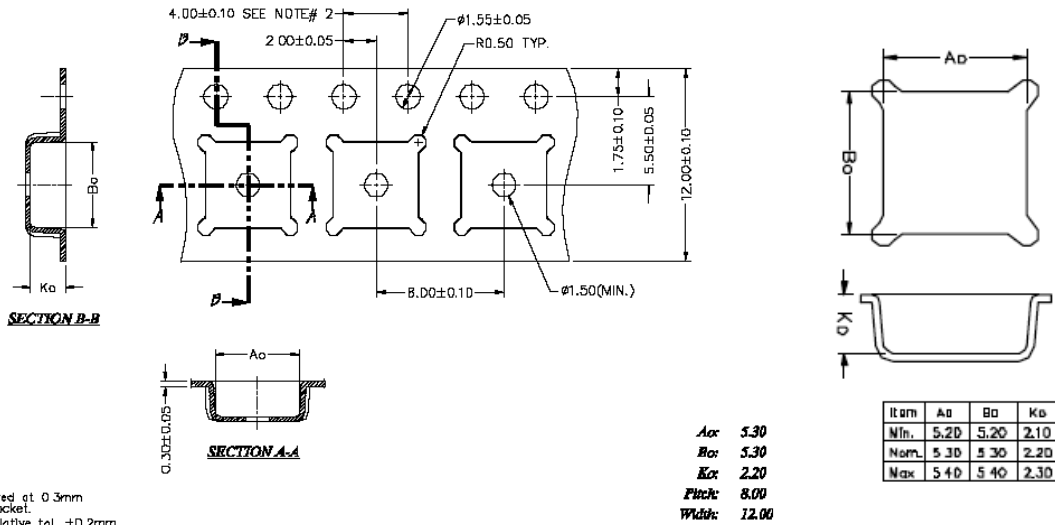 4.00±0.10 SEE NOTE# 2
B
2.00±0.05
ø1.55±0.05
R0.50 TYP.
1.75±0.10
5.50±0.05
12.00±0.10
Bo
Ko
SECTION B-B
A
A
B
8.00±0.10
ø1.50(MIN.)
Ao
0.30±0.05
SECTION A-A
Ao
Bo
Ko
Ao: 5.30
Bo: 5.30
Ko: 2.20
Pitch: 8.00
Width: 12.00
Item Ao Bo Ko
Min. 5.20 5.20 2.10
Nom. 5.30 5.30 2.20
Max 5.40 5.40 2.30
at 0.3mm
tol. ±0.2mm